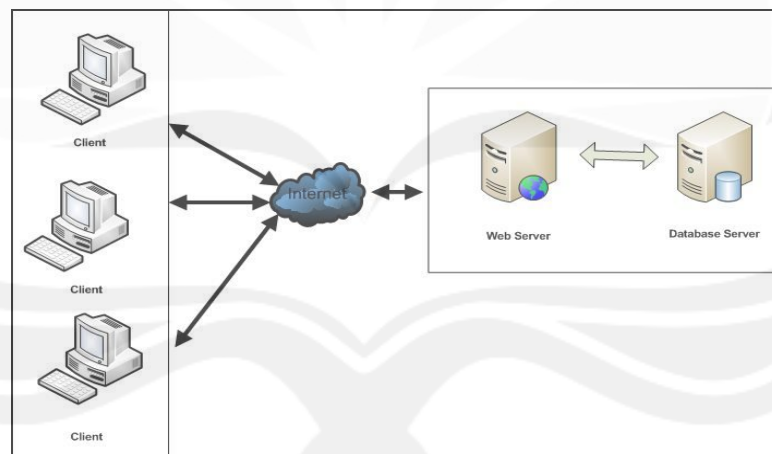 Client
Client
Client
Internet
Web Server
Database Server